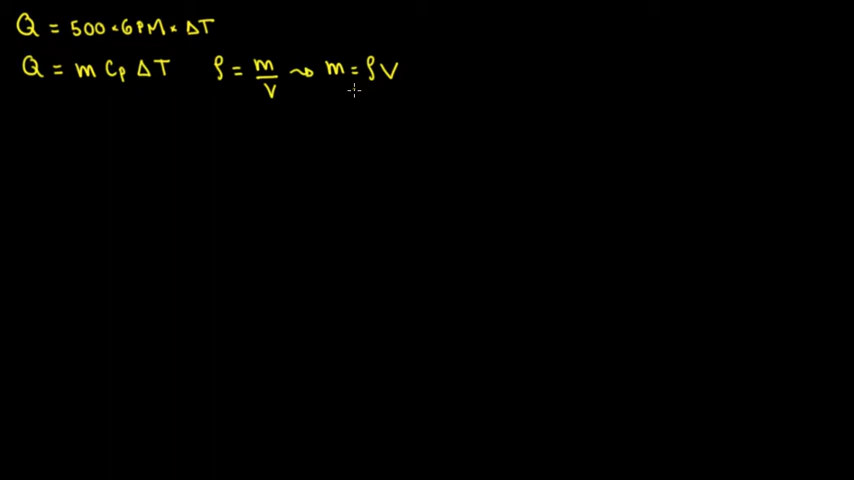 Q = 500 × GPM × ΔT
Q = m Cp ΔT ρ = m/V ⇝ m = ρV